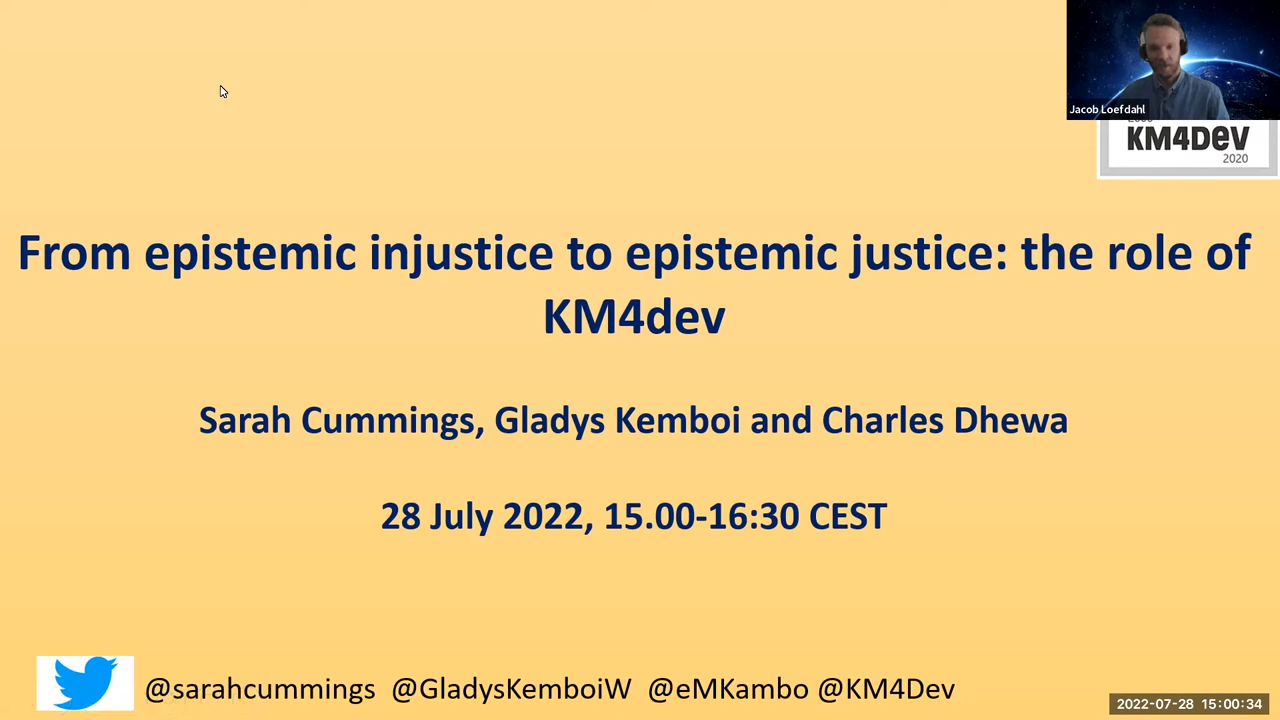 Jacob Loefdahl
KM4Dev
2020
From epistemic injustice to epistemic justice: the role of
KM4dev
Sarah Cummings, Gladys Kemboi and Charles Dhewa
28 July 2022, 15.00-16:30 CEST
@sarahcummings @GladysKemboiW @eMKambo @KM4Dev
2022-07-28 15:00:34